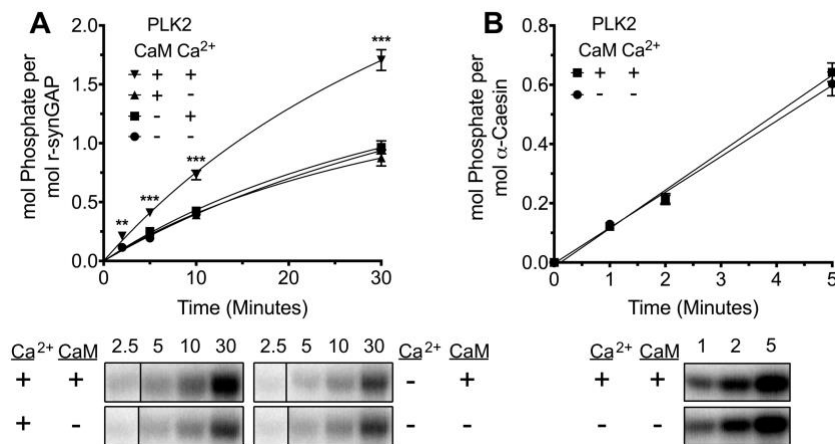 A
B
2.0
1.5
1.0
0.5
0.0
mol Phosphate per
mol r-synGAP
PLK2
CaM Ca2+
+ +
+ -
- +
- -
**
***
***
***
0 10 20 30
Time (Minutes)
0.8
0.6
0.4
0.2
0.0
mol Phosphate per
mol α-Caesin
PLK2
CaM Ca2+
+ +
- -
0 1 2 3 4 5
Time (Minutes)
Ca2+ CaM 2.5 5 10 30 2.5 5 10 30 Ca2+ CaM
+ + - +
+ - - -
Ca2+ CaM 1 2 5
+ +
- -